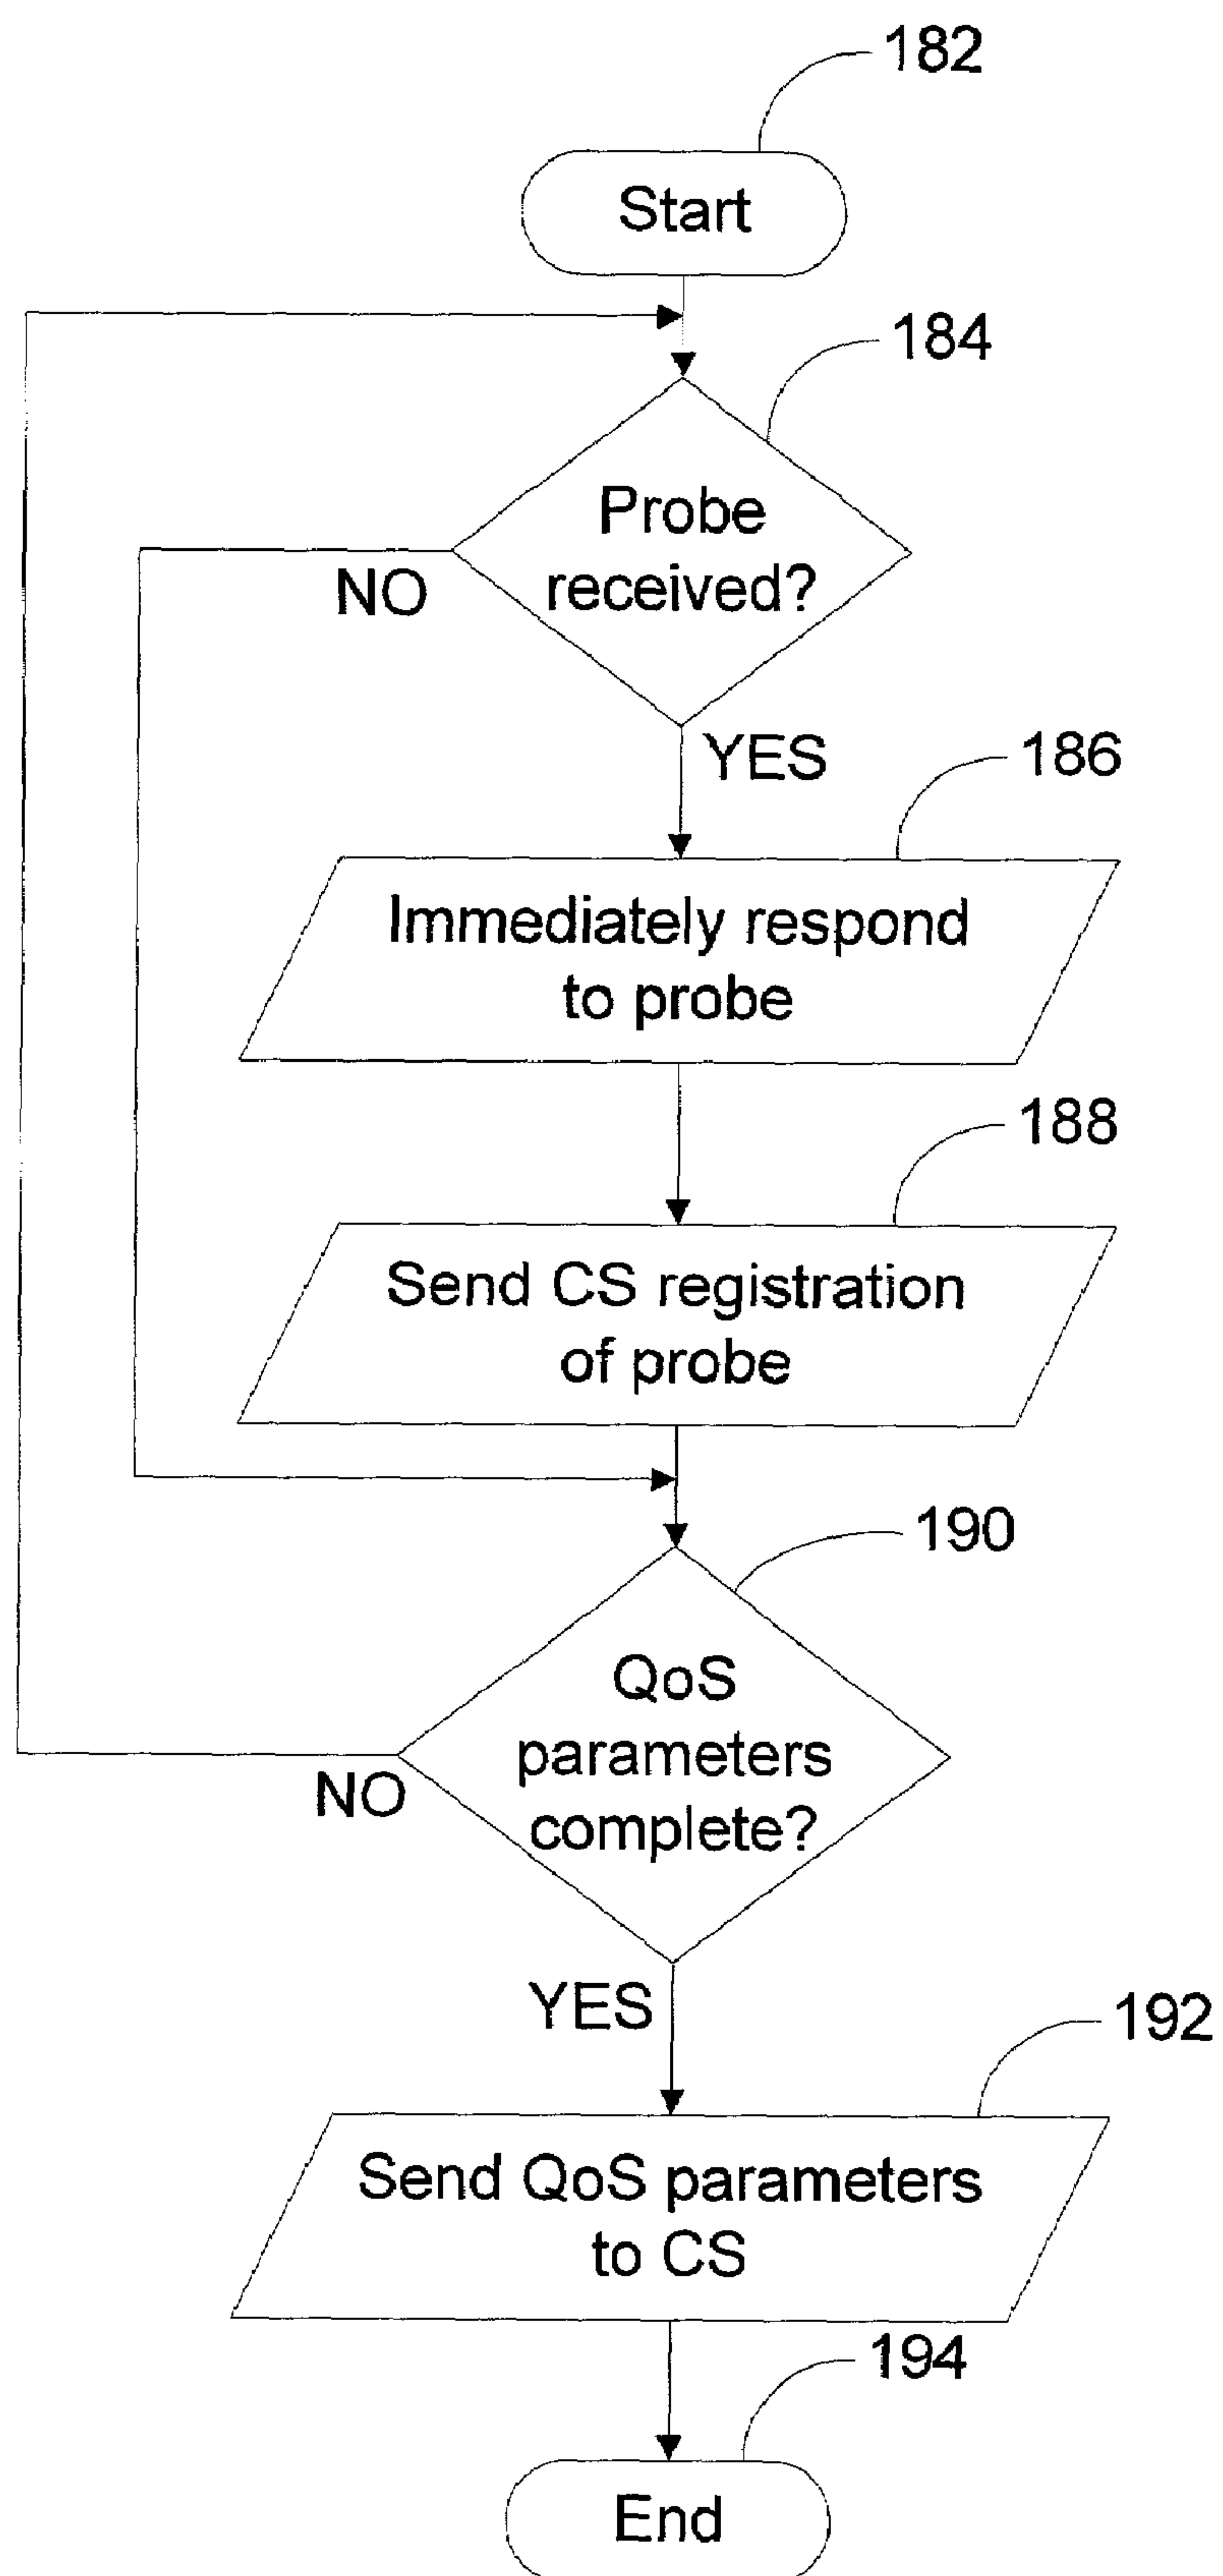 182
Start
184
Probe
received?
NO
YES
186
Immediately respond
to probe
188
Send CS registration
of probe
190
QoS
parameters
complete?
NO
YES
192
Send QoS parameters
to CS
194
End